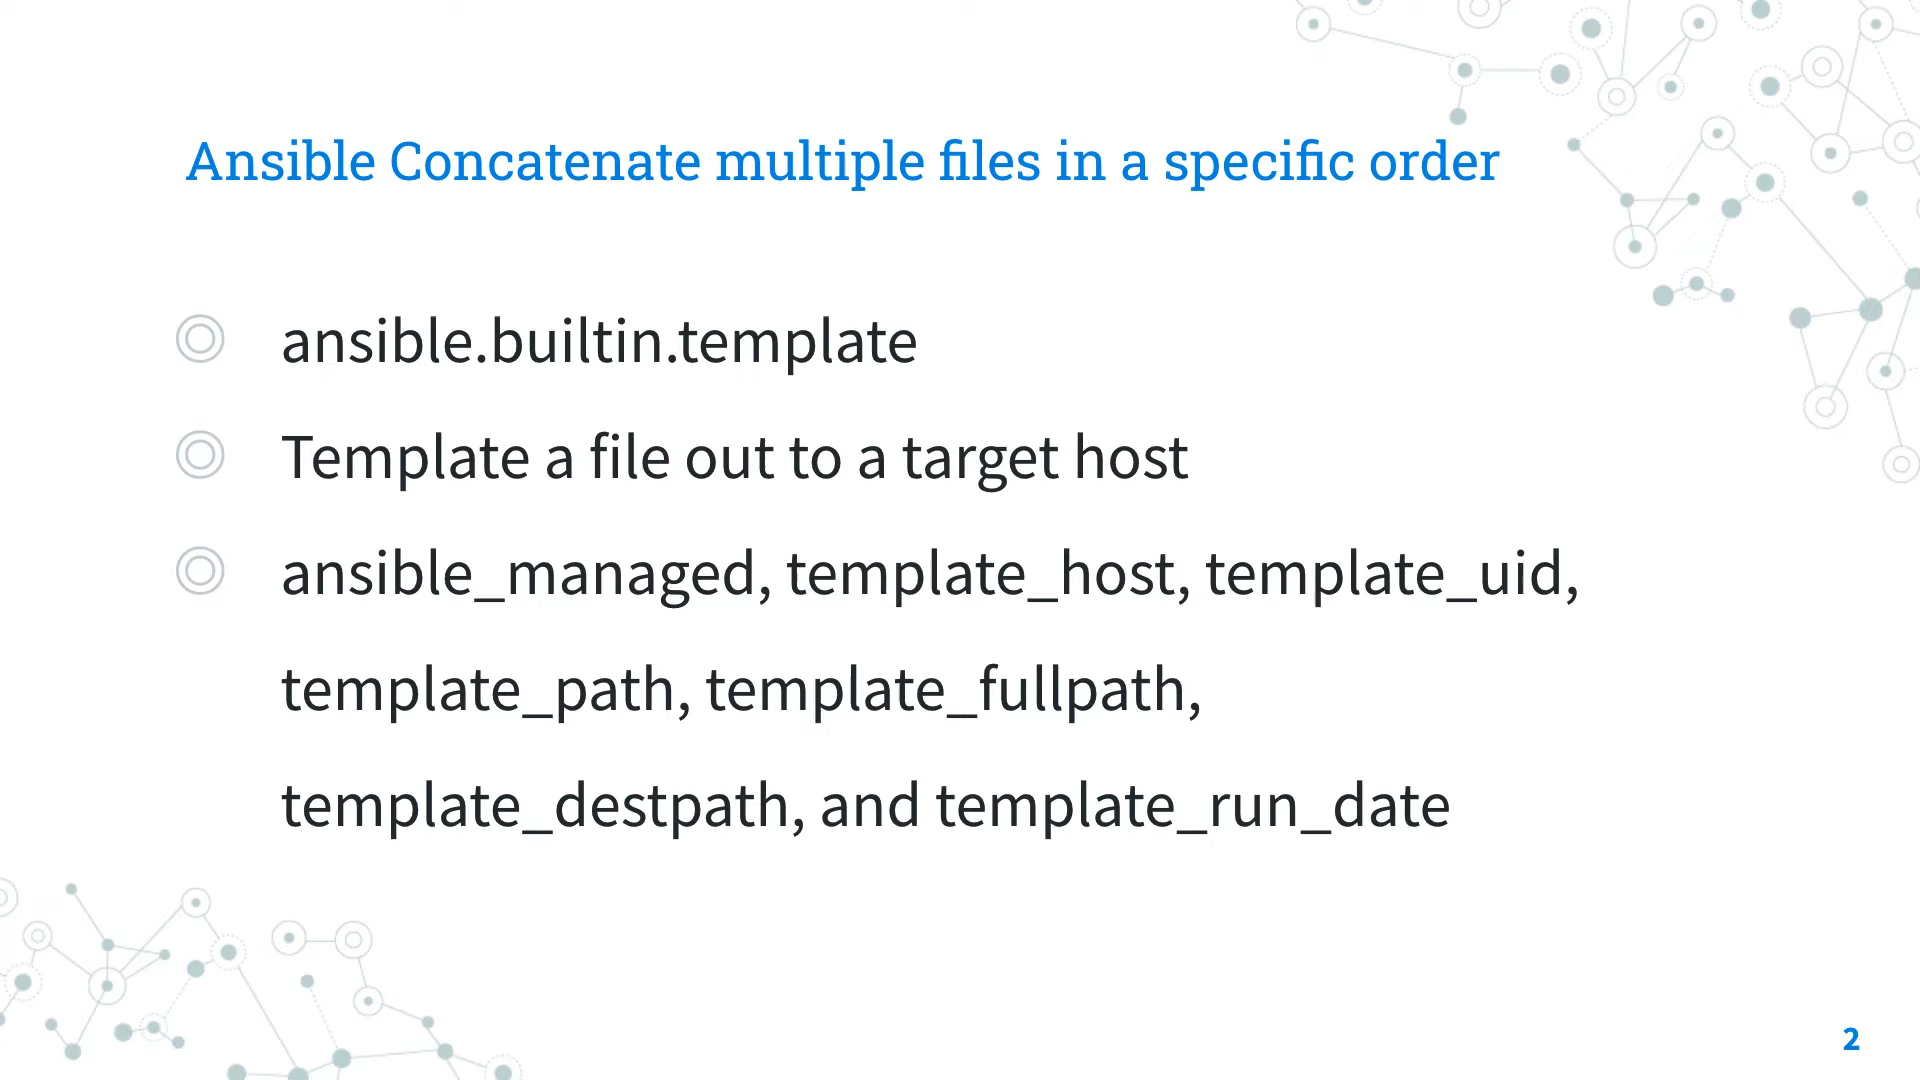 Ansible Concatenate multiple files in a specific order
ansible.builtin.template
Template a file out to a target host
ansible_managed, template_host, template_uid,
template_path, template_fullpath,
template_destpath, and template_run_date
2